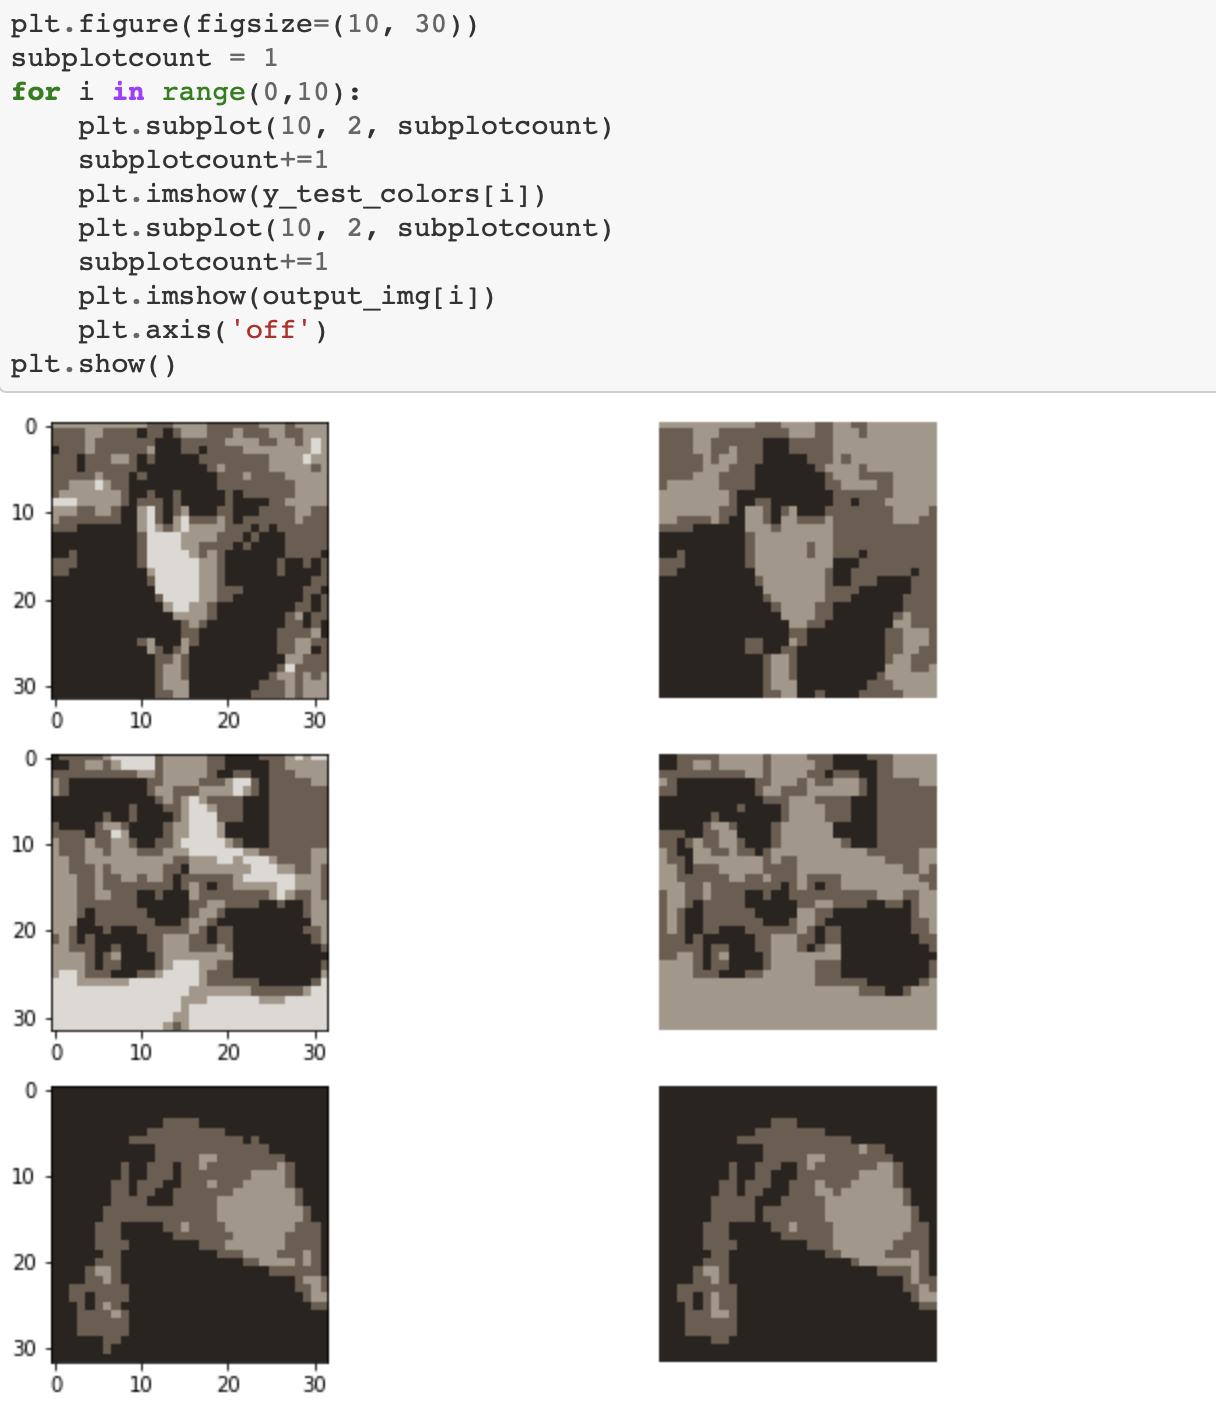 plt.figure(figsize=(10, 30))
subplotcount = 1
for i in range(0,10):
    plt.subplot(10, 2, subplotcount)
    subplotcount+=1
    plt.imshow(y_test_colors[i])
    plt.subplot(10, 2, subplotcount)
    subplotcount+=1
    plt.imshow(output_img[i])
    plt.axis('off')
plt.show()
0
10
20
30
0 10 20 30
0
10
20
30
0 10 20 30
0
10
20
30
0 10 20 30